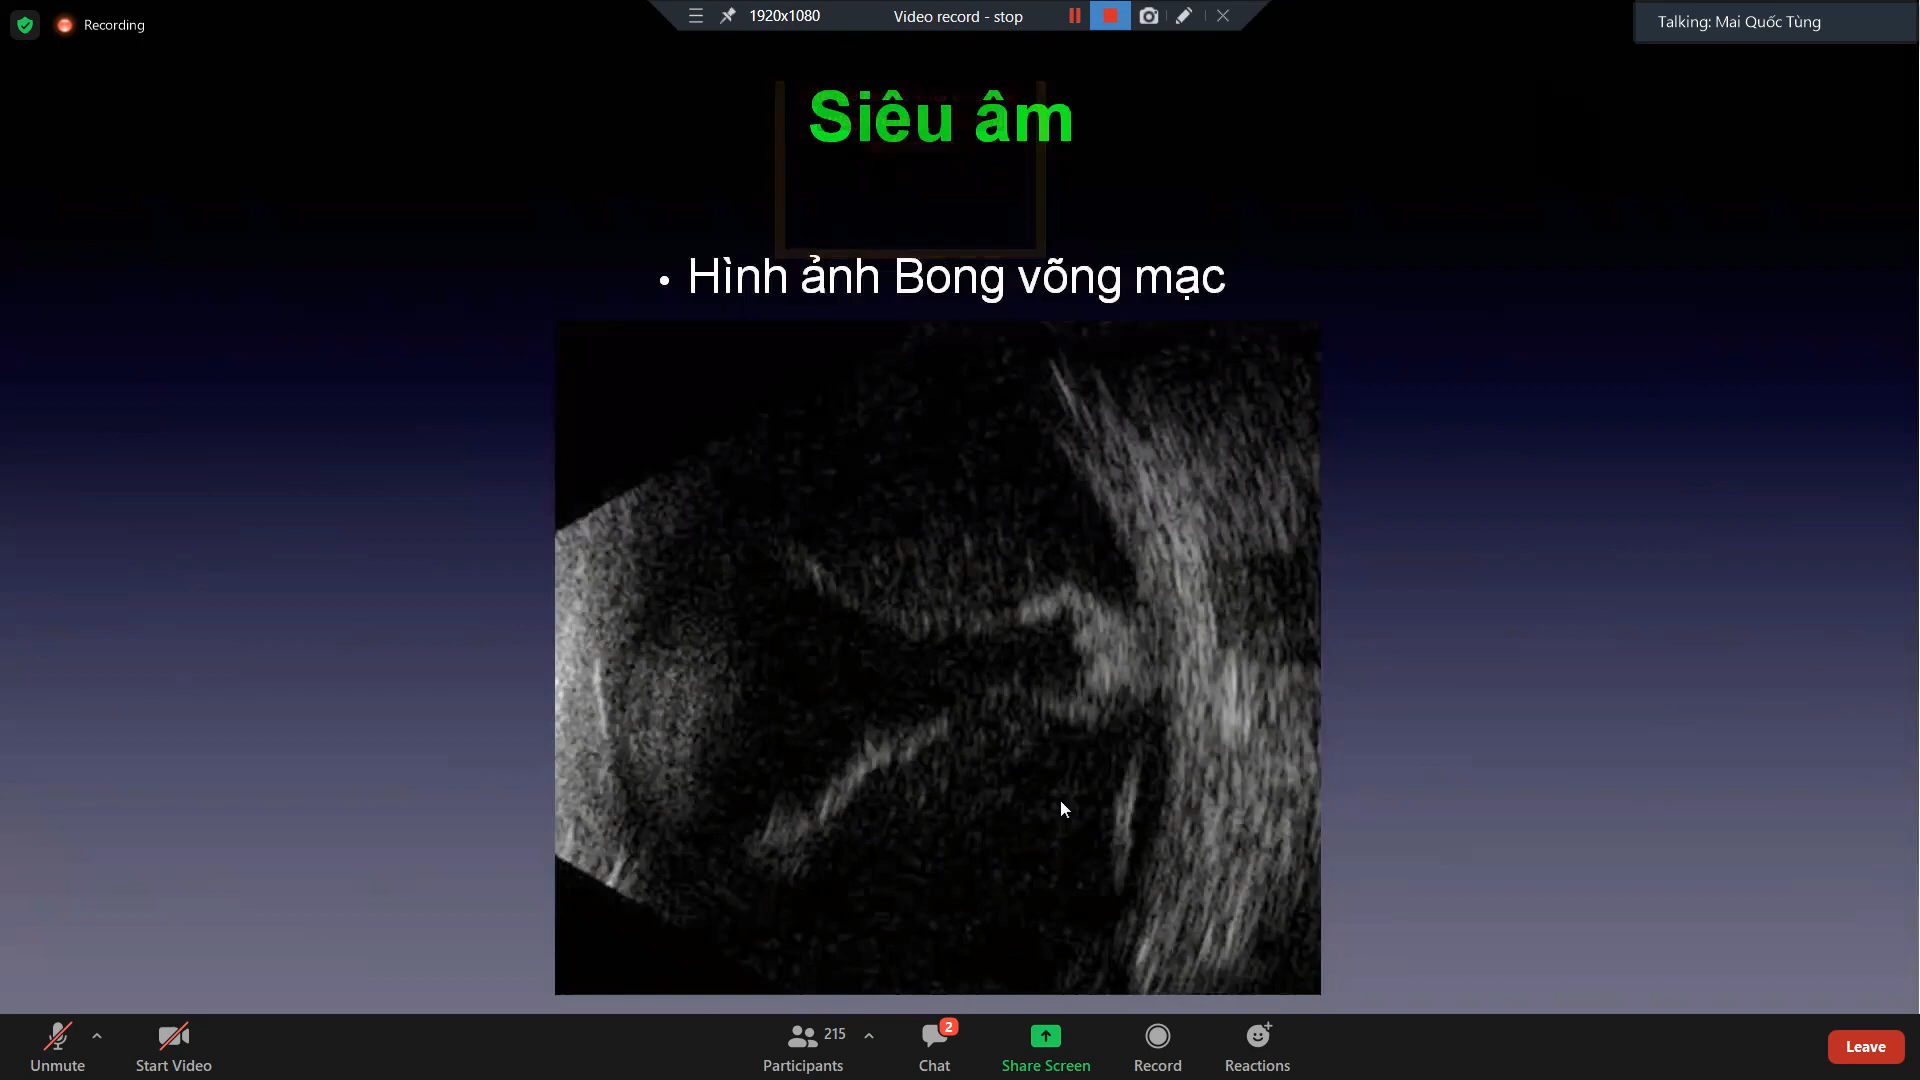 Recording
1920x1080
Video record - stop
Talking: Mai Quốc Tùng
Siêu âm
• Hình ảnh Bong võng mạc
Unmute
Start Video
215
Participants
2
Chat
Share Screen
Record
Reactions
Leave